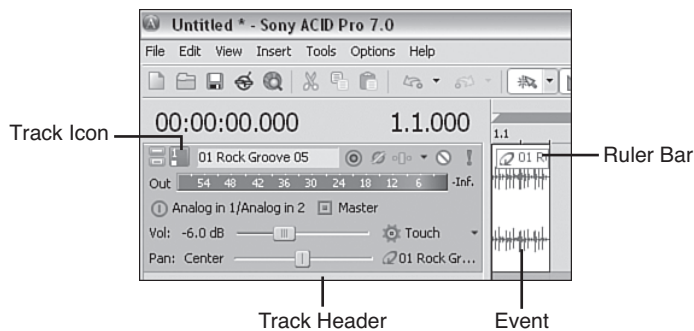 Untitled * - Sony ACID Pro 7.0
File Edit View Insert Tools Options Help
00:00:00.000 1.1.000
1.1
Track Icon
1
01 Rock Groove 05
01 R
Ruler Bar
Out 54 48 42 36 30 24 18 12 6 -Inf.
Analog in 1/Analog in 2 Master
Vol: -6.0 dB Touch
Pan: Center 01 Rock Gr...
Track Header
Event